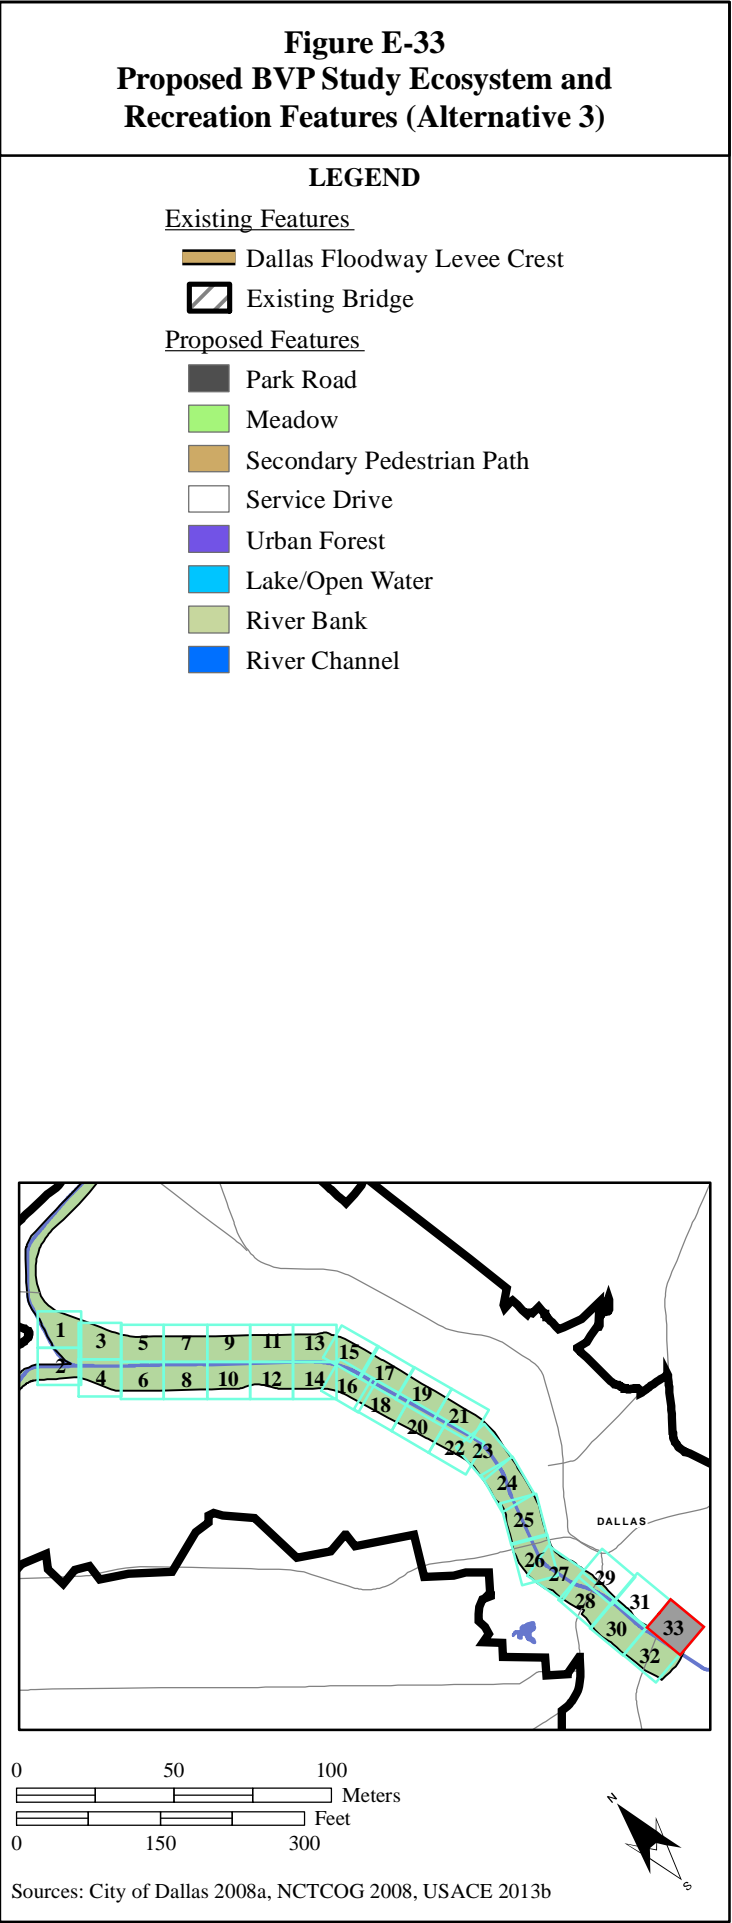 Figure E-33
Proposed BVP Study Ecosystem and
Recreation Features (Alternative 3)
LEGEND
Existing Features
Dallas Floodway Levee Crest
Existing Bridge
Proposed Features
Park Road
Meadow
Secondary Pedestrian Path
Service Drive
Urban Forest
Lake/Open Water
River Bank
River Channel
1 3 5 7 9 11 13 15
2 4 6 8 10 12 14 16
17
18
19
20
21
22
23
24
25
DALLAS
26
27
28
29
30
31
32
33
0 50 100
Meters
Feet
0 150 300
N
S
Sources: City of Dallas 2008a, NCTCOG 2008, USACE 2013b